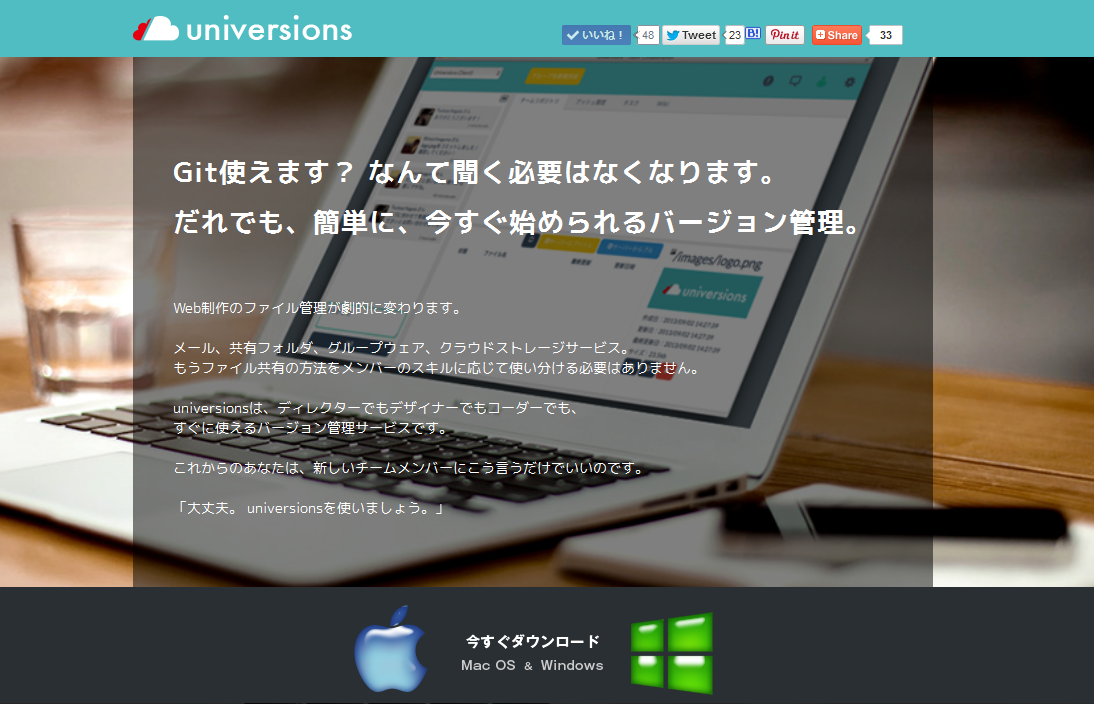 universions
いいね！ 48 Tweet 23 B! Pinit Share 33
Git使えます？ なんて聞く必要はなくなります。
だれでも、簡単に、今すぐ始められるバージョン管理。
/images/logo.png
universions
Web制作のファイル管理が劇的に変わります。
メール、共有フォルダ、グループウェア、クラウドストレージサービス。
もうファイル共有の方法をメンバーのスキルに応じて使い分ける必要はありません。
universionsは、ディレクターでもデザイナーでもコーダーでも、
すぐに使えるバージョン管理サービスです。
これからのあなたは、新しいチームメンバーにこう言うだけでいいのです。
「大丈夫。 universionsを使いましょう。」
今すぐダウンロード
Mac OS & Windows